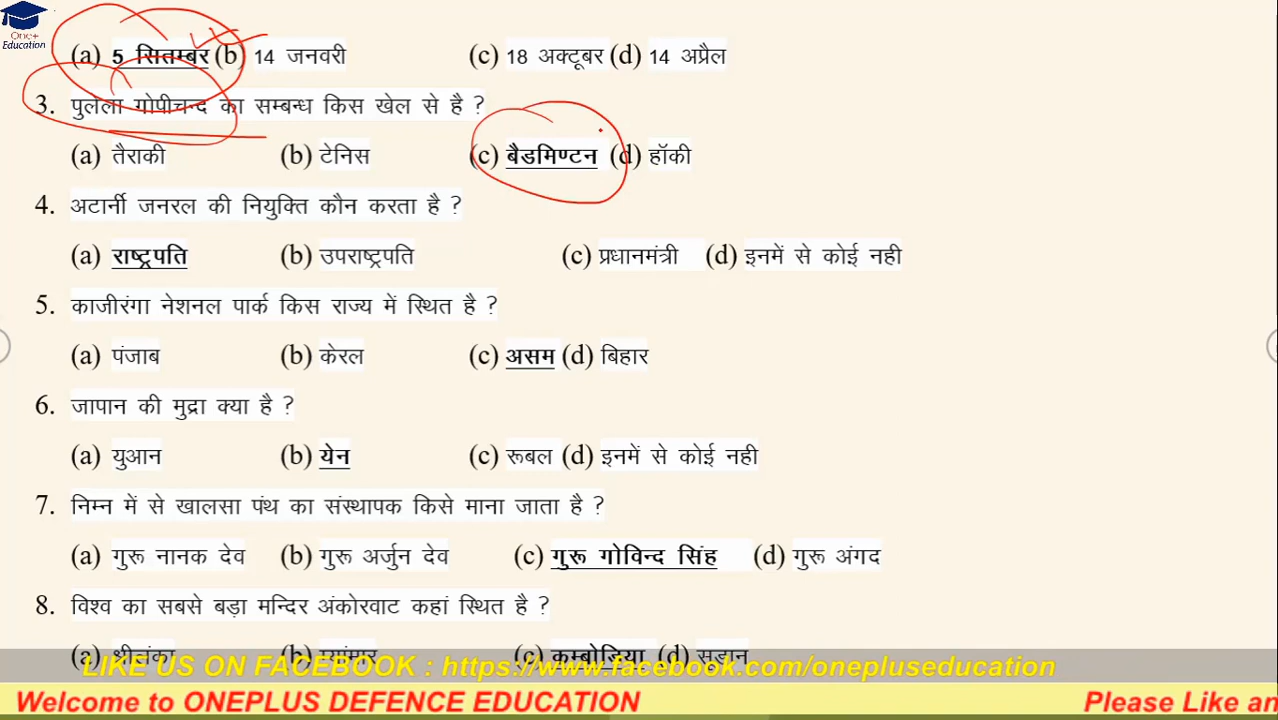 One+
Education
(a) 5 सितम्बर (b) 14 जनवरी (c) 18 अक्टूबर (d) 14 अप्रैल
3. पुलेला गोपीचन्द का सम्बन्ध किस खेल से है ?
(a) तैराकी (b) टेनिस (c) बैडमिण्टन (d) हॉकी
4. अटार्नी जनरल की नियुक्ति कौन करता है ?
(a) राष्ट्रपति (b) उपराष्ट्रपति (c) प्रधानमंत्री (d) इनमें से कोई नही
5. काजीरंगा नेशनल पार्क किस राज्य में स्थित है ?
(a) पंजाब (b) केरल (c) असम (d) बिहार
6. जापान की मुद्रा क्या है ?
(a) युआन (b) येन (c) रूबल (d) इनमें से कोई नही
7. निम्न में से खालसा पंथ का संस्थापक किसे माना जाता है ?
(a) गुरू नानक देव (b) गुरू अर्जुन देव (c) गुरू गोविन्द सिंह (d) गुरू अंगद
8. विश्व का सबसे बड़ा मन्दिर अंकोरवाट कहां स्थित है ?
(a) श्रीलंका (b) म्यांमार (c) कम्बोडिया (d) सूडान
LIKE US ON FACEBOOK : https://www.facebook.com/onepluseducation
Welcome to ONEPLUS DEFENCE EDUCATION Please Like an